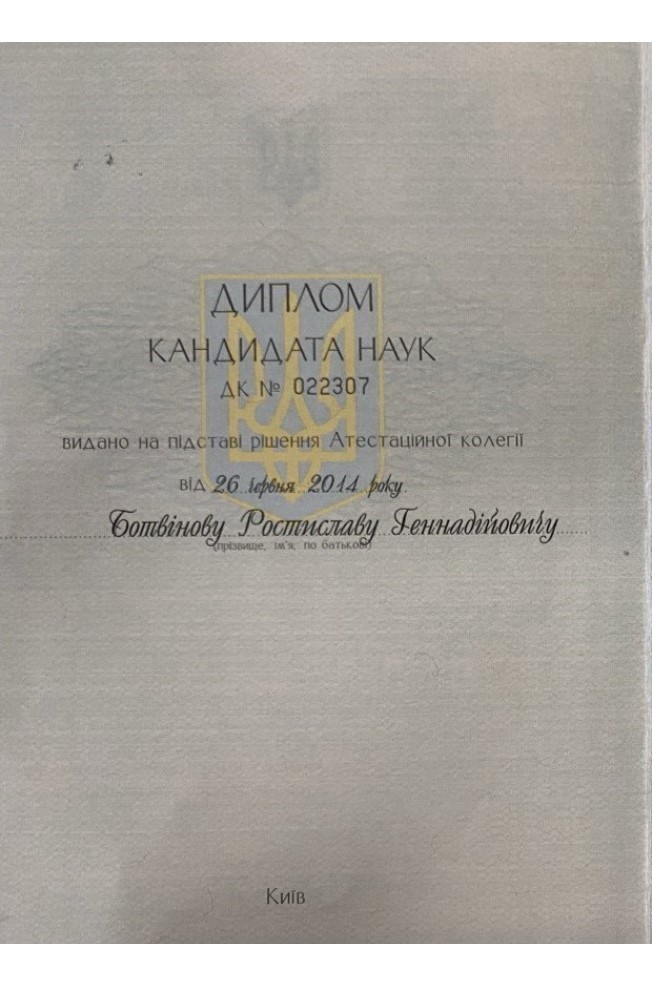 ДИПЛОМ
КАНДИДАТА НАУК
ДК № 022307
видано на підставі рішення Атестаційної колегії
від 26 червня 2014 року
Ботвінову Ростиславу Геннадійовичу
(прізвище, ім'я, по батькові)
Київ